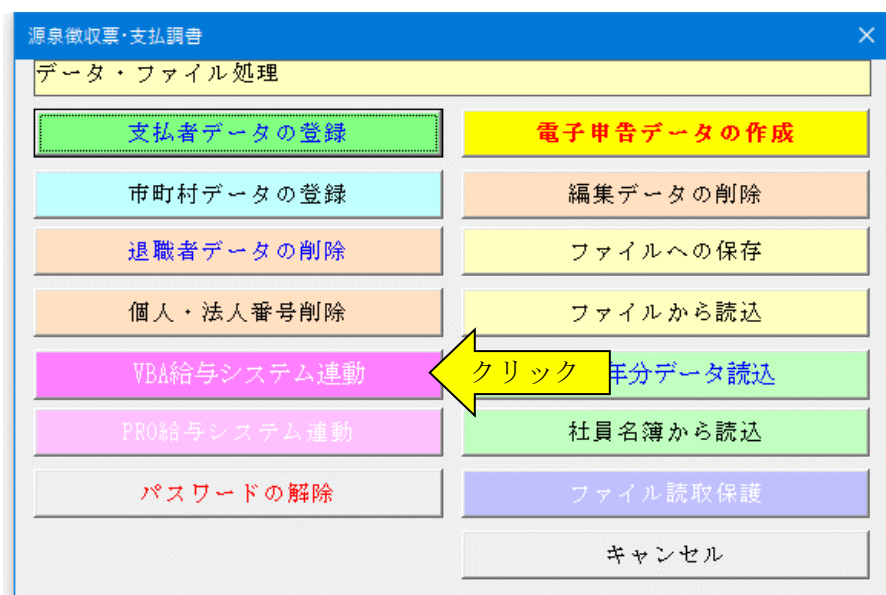 源泉徴収票・支払調書
データ・ファイル処理
支払者データの登録
電子申告データの作成
市町村データの登録
編集データの削除
退職者データの削除
ファイルへの保存
個人・法人番号削除
ファイルから読込
VBA給与システム連動
クリック
年分データ読込
PRO給与システム連動
社員名簿から読込
パスワードの解除
ファイル読取保護
キャンセル